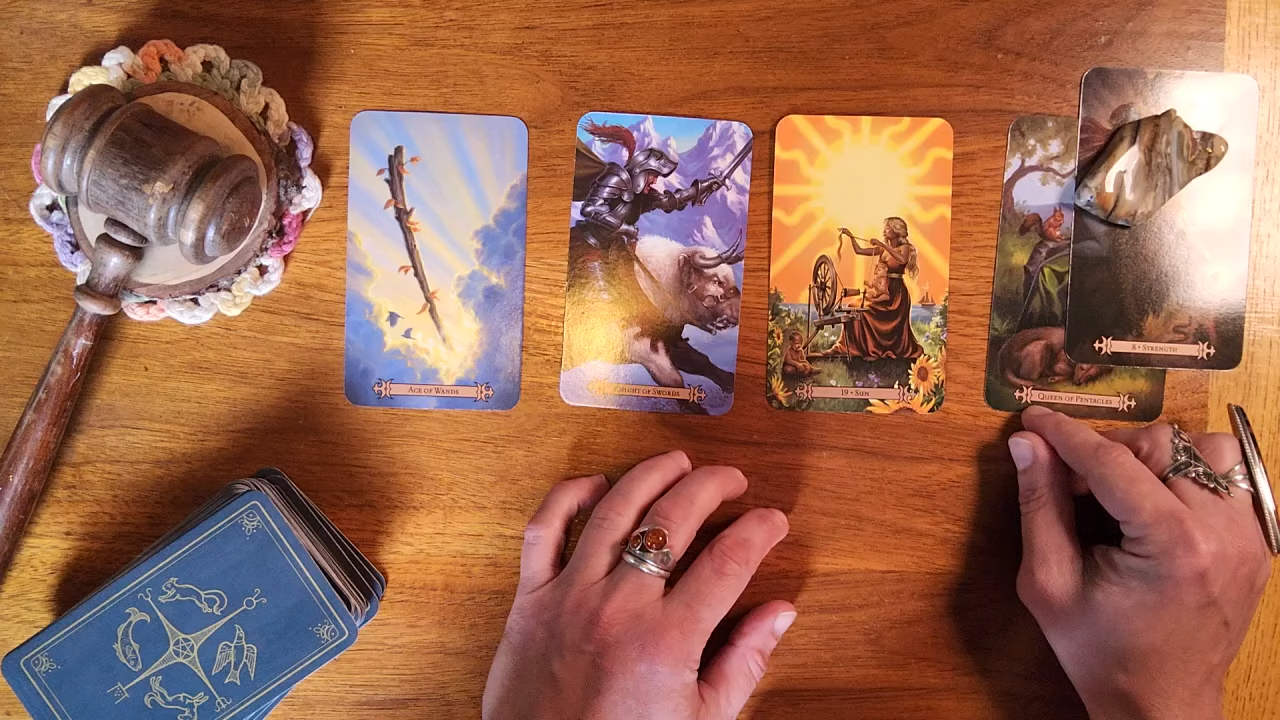 ACE OF WANDS
KNIGHT OF SWORDS
19 • SUN
QUEEN OF PENTACLES
8 • STRENGTH